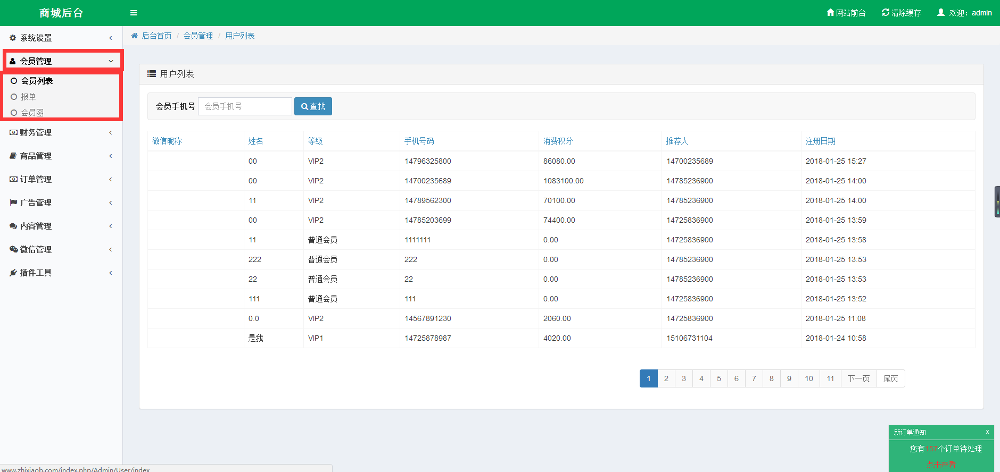 商城后台
网站前台 清除缓存 欢迎：admin
系统设置
会员管理
会员列表
报单
会员图
财务管理
商品管理
订单管理
广告管理
内容管理
微信管理
插件工具
后台首页 / 会员管理 / 用户列表
用户列表
会员手机号 会员手机号 查找
微信昵称 姓名 等级 手机号码 消费积分 推荐人 注册日期
00 VIP2 14796325800 86080.00 14700235689 2018-01-25 15:27
00 VIP2 14700235689 1083100.00 14785236900 2018-01-25 14:00
11 VIP2 14789562300 70100.00 14785236900 2018-01-25 14:00
00 VIP2 14785203699 74400.00 14725836900 2018-01-25 13:59
11 普通会员 1111111 0.00 14725836900 2018-01-25 13:58
222 普通会员 222 0.00 14785236900 2018-01-25 13:53
22 普通会员 22 0.00 14785236900 2018-01-25 13:53
111 普通会员 111 0.00 14725836900 2018-01-25 13:52
0.0 VIP2 14567891230 2060.00 14725836900 2018-01-25 11:08
是我 VIP1 14725878987 4020.00 15106731104 2018-01-24 10:58
1 2 3 4 5 6 7 8 9 10 11 下一页 尾页
新订单通知 x
您有157个订单待处理
点击查看
www.zhixiaob.com/index.php/Admin/User/index